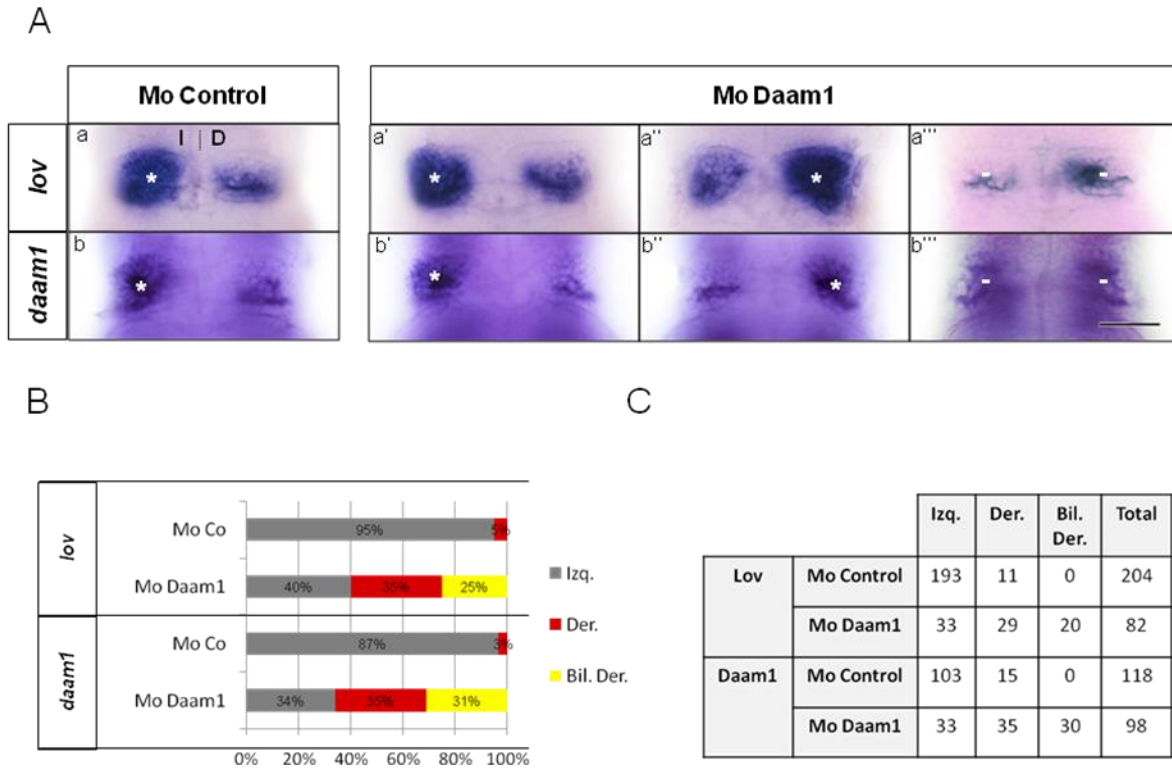 A
Mo Control
Mo Daam1
lov
a
I | D
a'
a''
a'''
daam1
b
b'
b''
b'''
B
lov
Mo Co
95%
5%
Mo Daam1
40%
35%
25%
daam1
Mo Co
87%
3%
Mo Daam1
34%
35%
31%
0% 20% 40% 60% 80% 100%
Izq.
Der.
Bil. Der.
C
Izq. Der. Bil. Der. Total
Lov Mo Control 193 11 0 204
Mo Daam1 33 29 20 82
Daam1 Mo Control 103 15 0 118
Mo Daam1 33 35 30 98